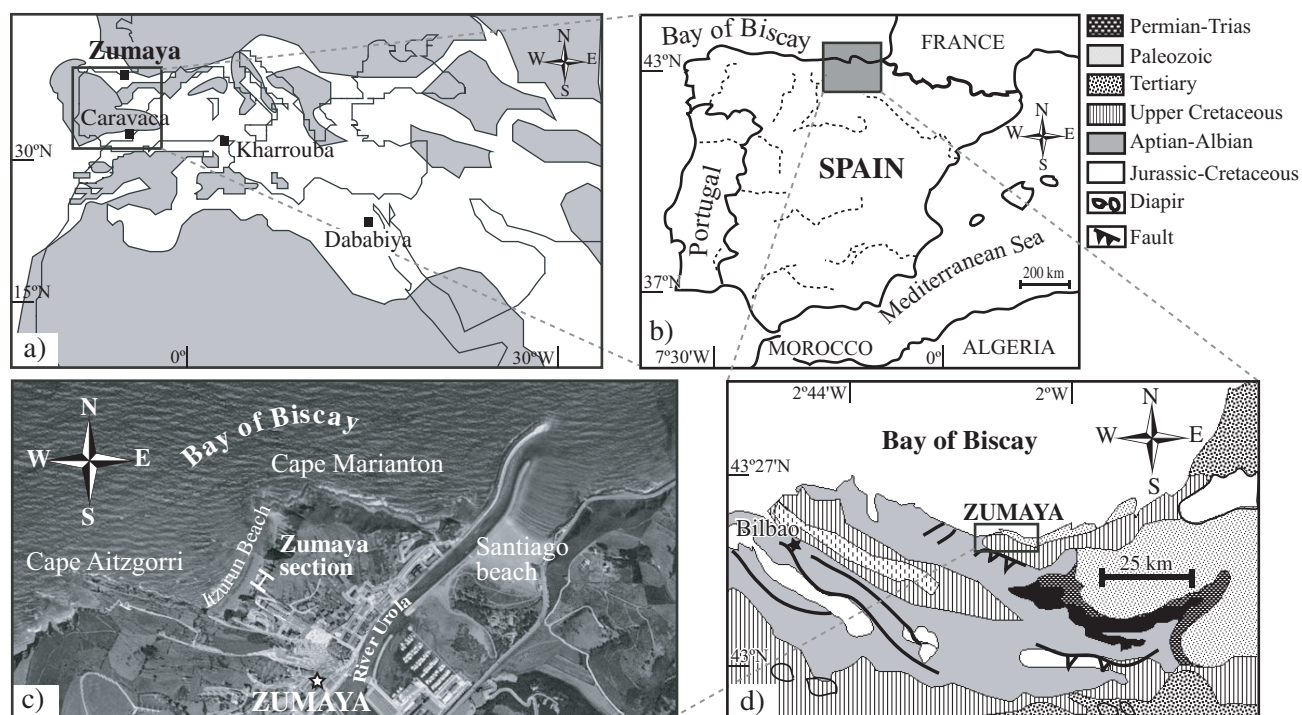 Zumaya
N
W
E
S
Caravaca
Kharrouba
30ºN
Dababiya
15ºN
a)
0º
30ºW
Bay of Biscay
FRANCE
43ºN
N
W
E
S
SPAIN
Portugal
37ºN
Mediterranean Sea
200 km
b)
MOROCCO
ALGERIA
7º30'W
0º
Permian-Trias
Paleozoic
Tertiary
Upper Cretaceous
Aptian-Albian
Jurassic-Cretaceous
Diapir
Fault
N
W
E
S
Bay of Biscay
Cape Marianton
Cape Aitzgorri
Itzurun Beach
Zumaya
section
Santiago
beach
River Urola
c)
ZUMAYA
2º44'W
2ºW
Bay of Biscay
N
W
E
S
43º27'N
ZUMAYA
Bilbao
25 km
43ºN
d)